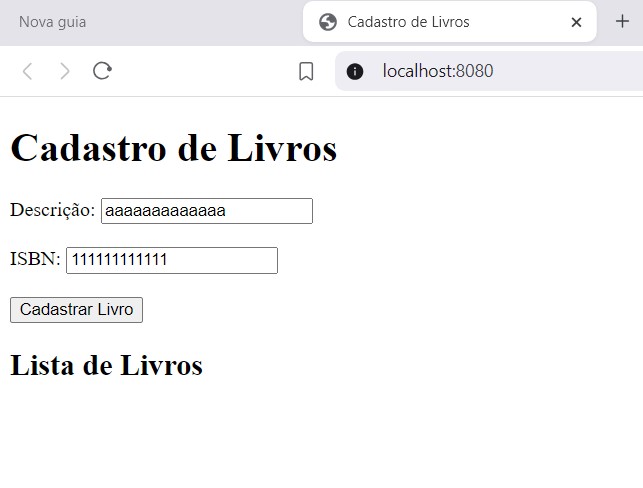 Nova guia
Cadastro de Livros
localhost:8080
Cadastro de Livros
Descrição: aaaaaaaaaaaaa
ISBN: 111111111111
Cadastrar Livro
Lista de Livros